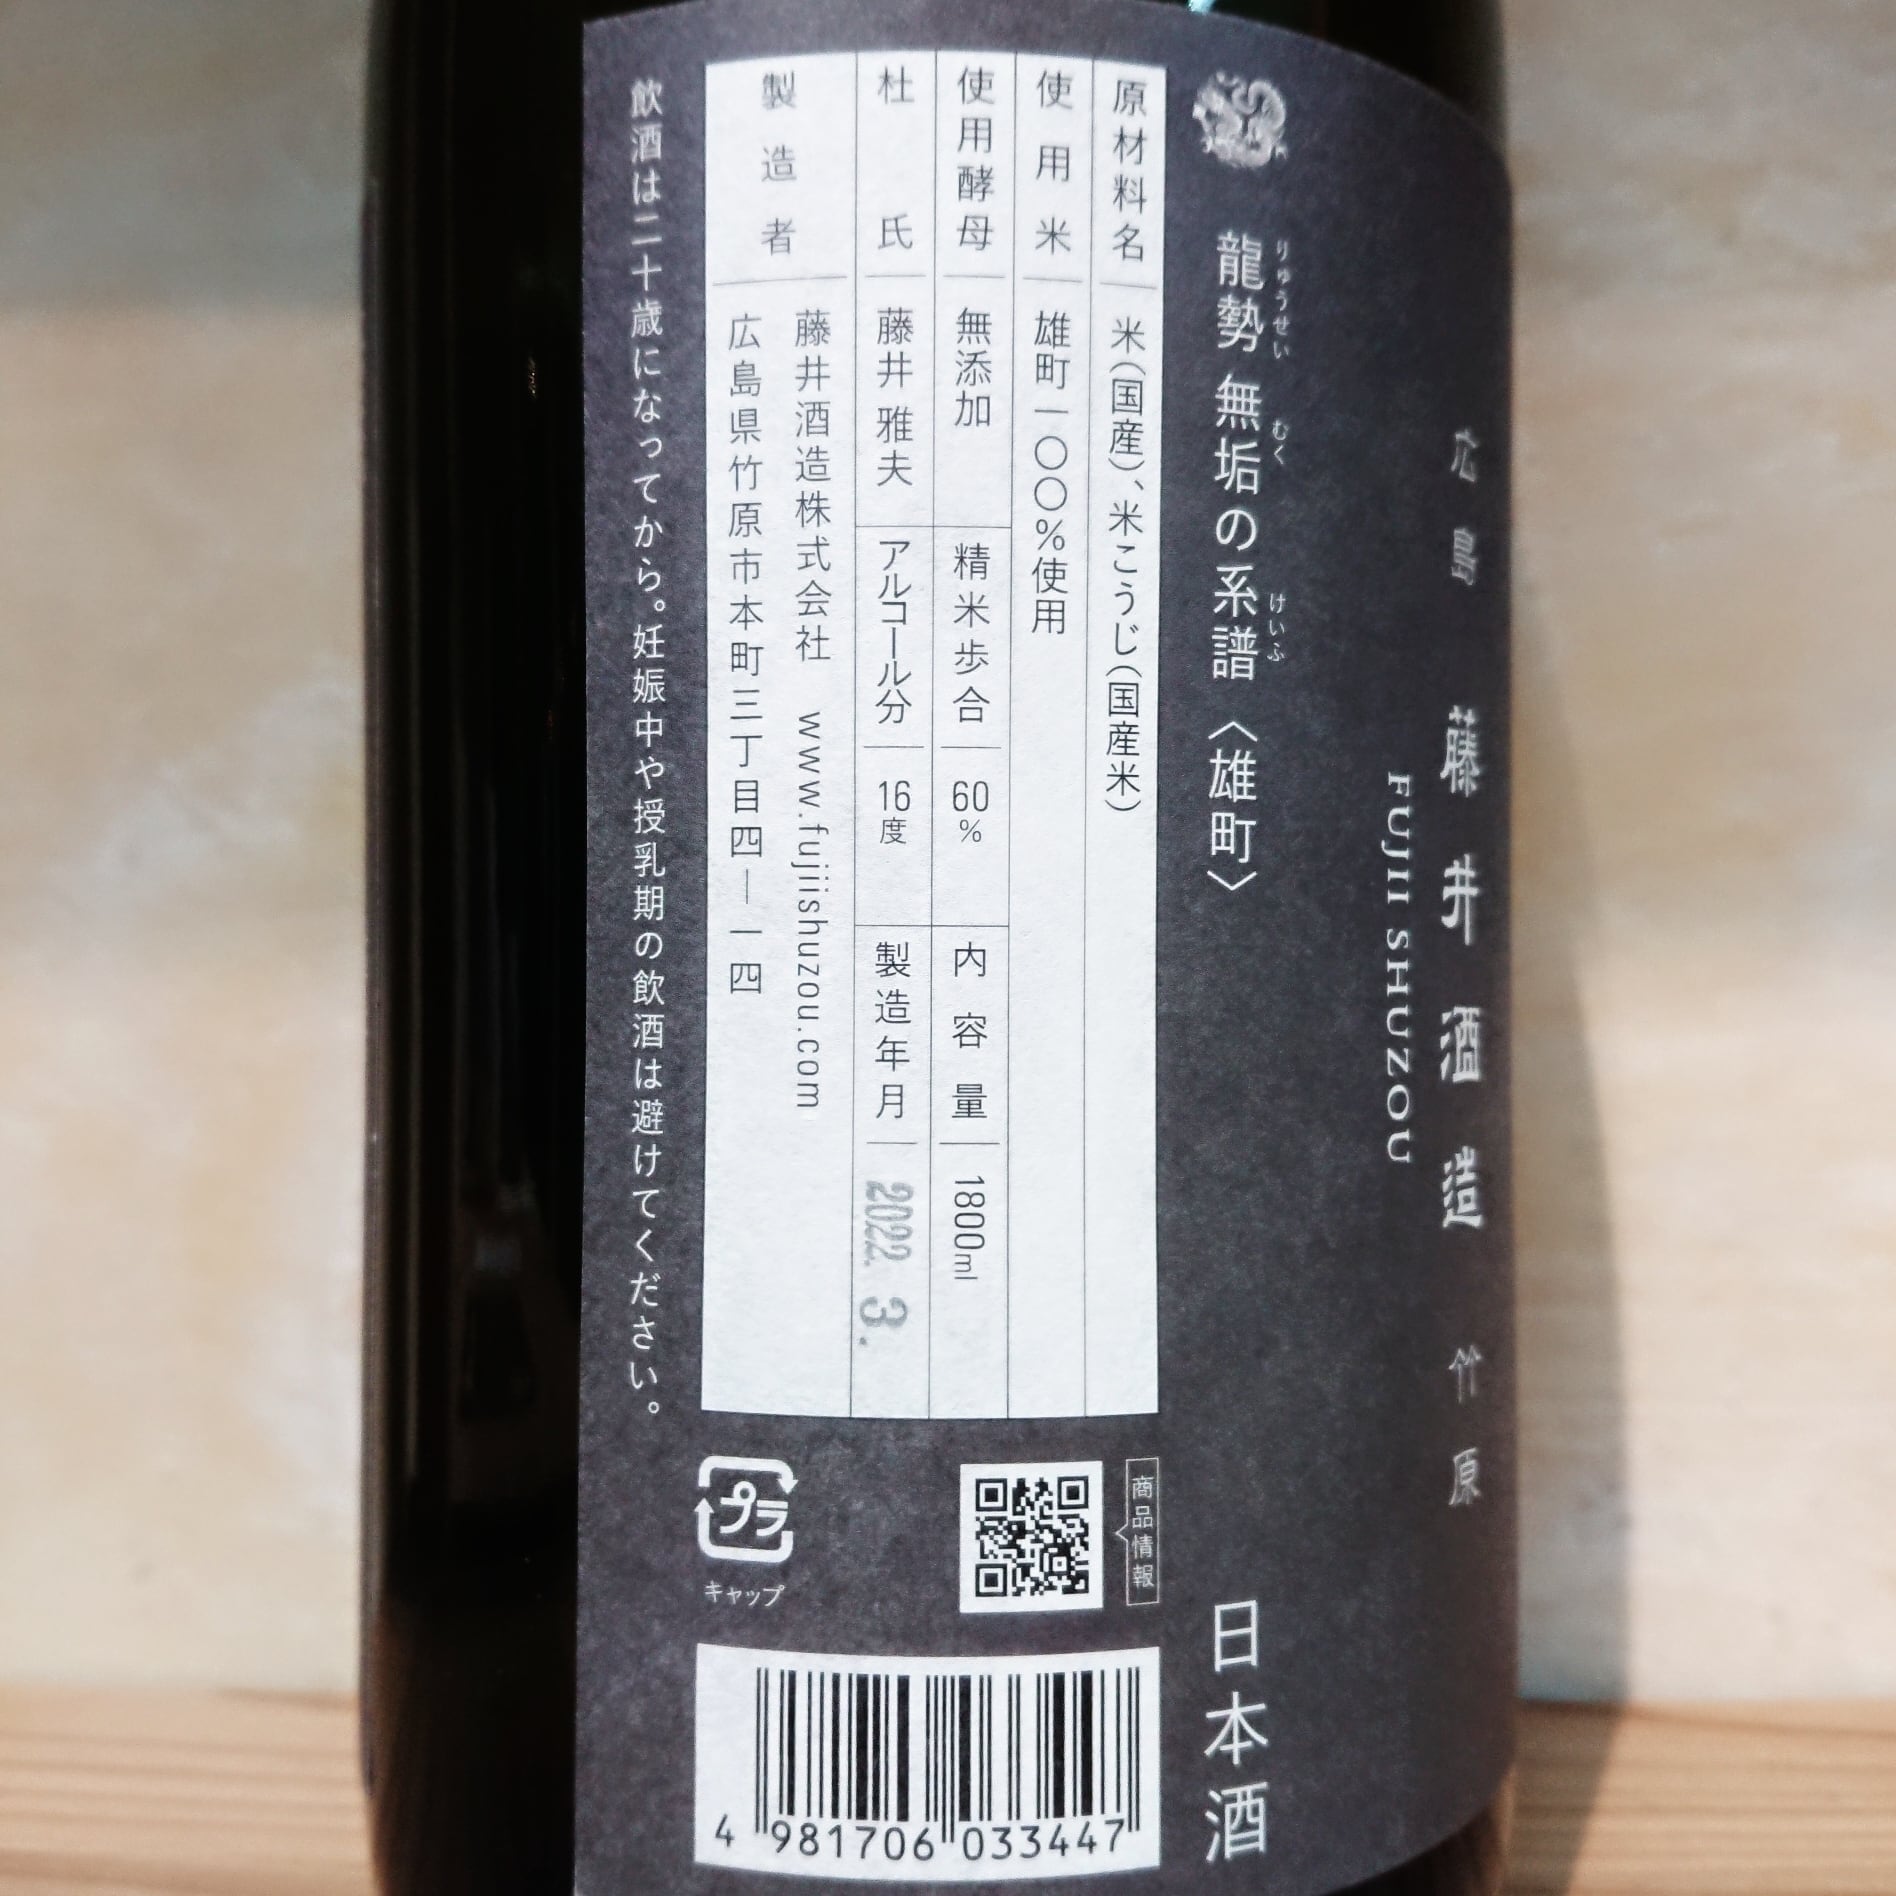 広島 藤井酒造 竹原
FUJII SHUZOU
りゅうせい むく けいふ
龍勢 無垢の系譜〈雄町〉
日本酒
原材料名 米(国産)、米こうじ(国産米)
使用米 雄町一〇〇%使用
使用酵母 無添加 精米歩合 60% 内容量 1800ml
杜氏 藤井雅夫 アルコール分 16度 製造年月 2022. 3.
製造者 藤井酒造株式会社 www.fujiishuzou.com
広島県竹原市本町三丁目四―一四
飲酒は二十歳になってから。妊娠中や授乳期の飲酒は避けてください。
商品情報
プラ
キャップ
4 981706 033447